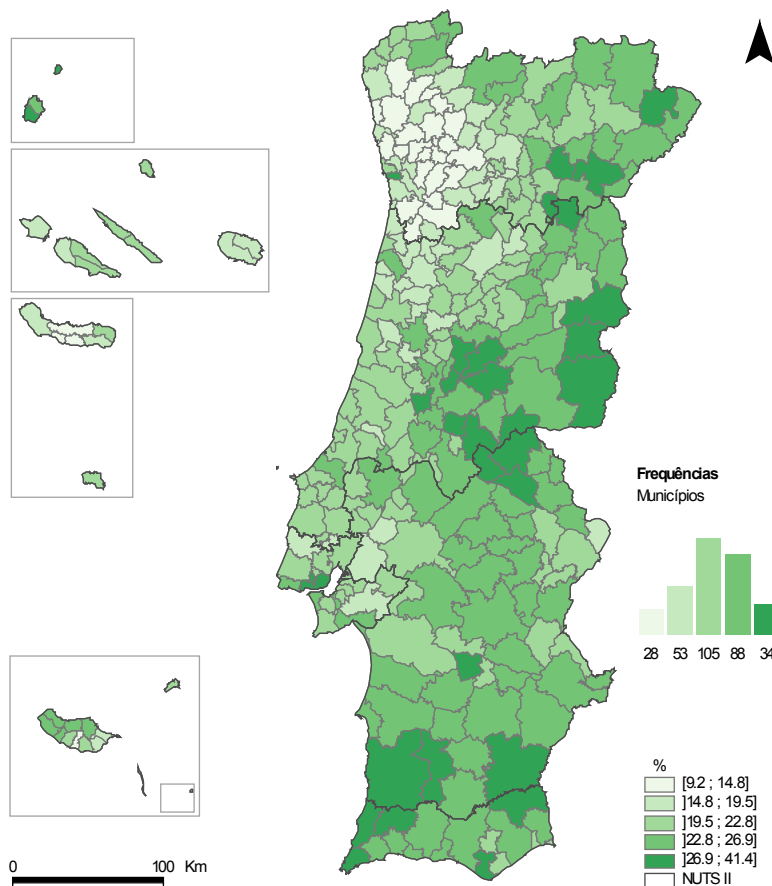 Frequências
Municípios
28 53 105 88 34
%
[9.2 ; 14.8]
]14.8 ; 19.5]
]19.5 ; 22.8]
]22.8 ; 26.9]
]26.9 ; 41.4]
NUTS II
0 100 Km